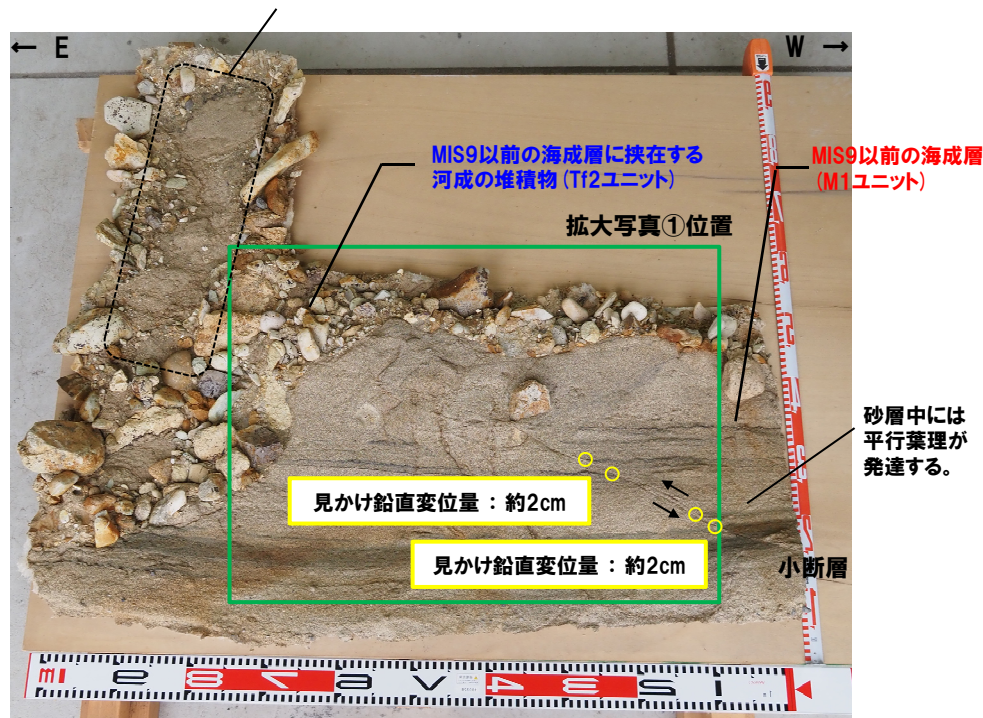 ← E
W →
MIS9以前の海成層に挟在する
河成の堆積物(Tf2ユニット)
MIS9以前の海成層
(M1ユニット)
拡大写真①位置
砂層中には
平行葉理が
発達する。
見かけ鉛直変位量：約2cm
見かけ鉛直変位量：約2cm
小断層